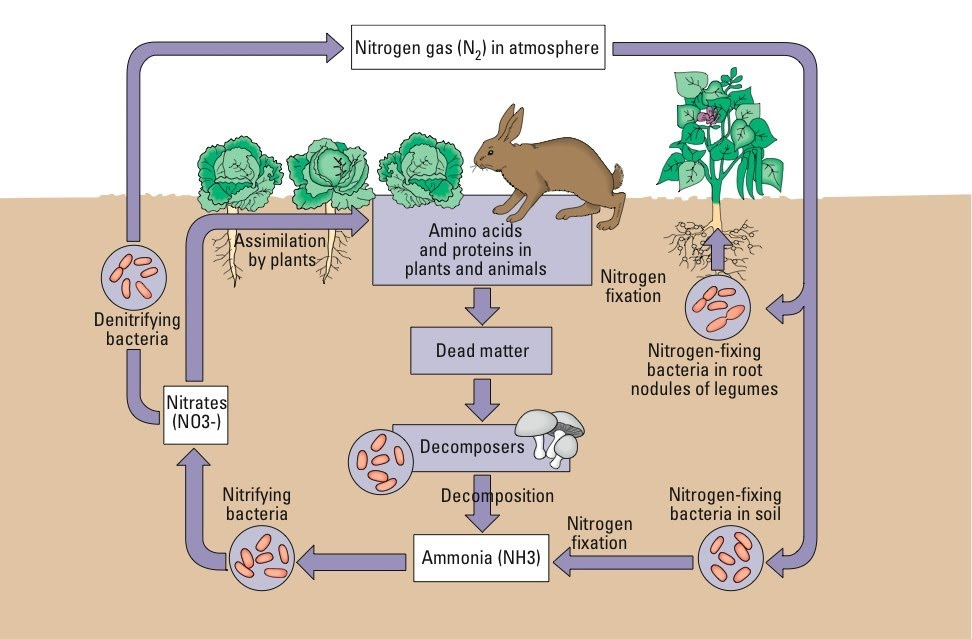 Nitrogen gas (N₂) in atmosphere
Assimilation
by plants
Amino acids
and proteins in
plants and animals
Nitrogen
fixation
Denitrifying
bacteria
Dead matter
Nitrogen-fixing
bacteria in root
nodules of legumes
Nitrates
(NO3-)
Decomposers
Decomposition
Nitrifying
bacteria
Nitrogen-fixing
bacteria in soil
Nitrogen
fixation
Ammonia (NH3)